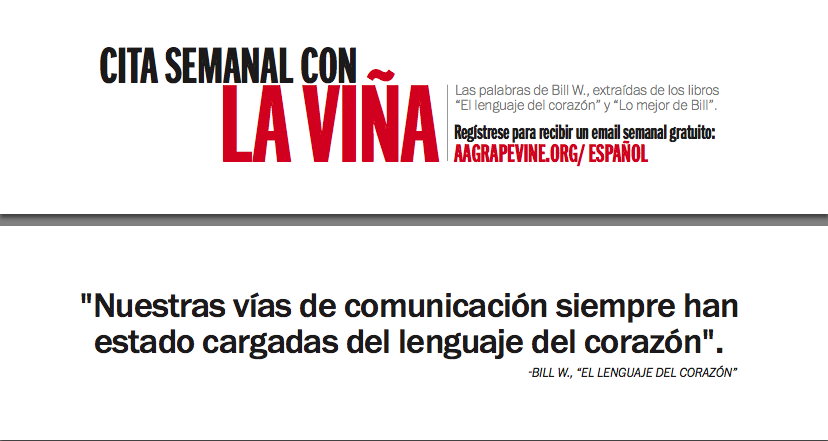 CITA SEMANAL CON
LA VIÑA
Las palabras de Bill W., extraídas de los libros
“El lenguaje del corazón” y “Lo mejor de Bill”.
Regístrese para recibir un email semanal gratuito:
AAGRAPEVINE.ORG/ ESPAÑOL
"Nuestras vías de comunicación siempre han
estado cargadas del lenguaje del corazón".
-BILL W., “EL LENGUAJE DEL CORAZÓN”